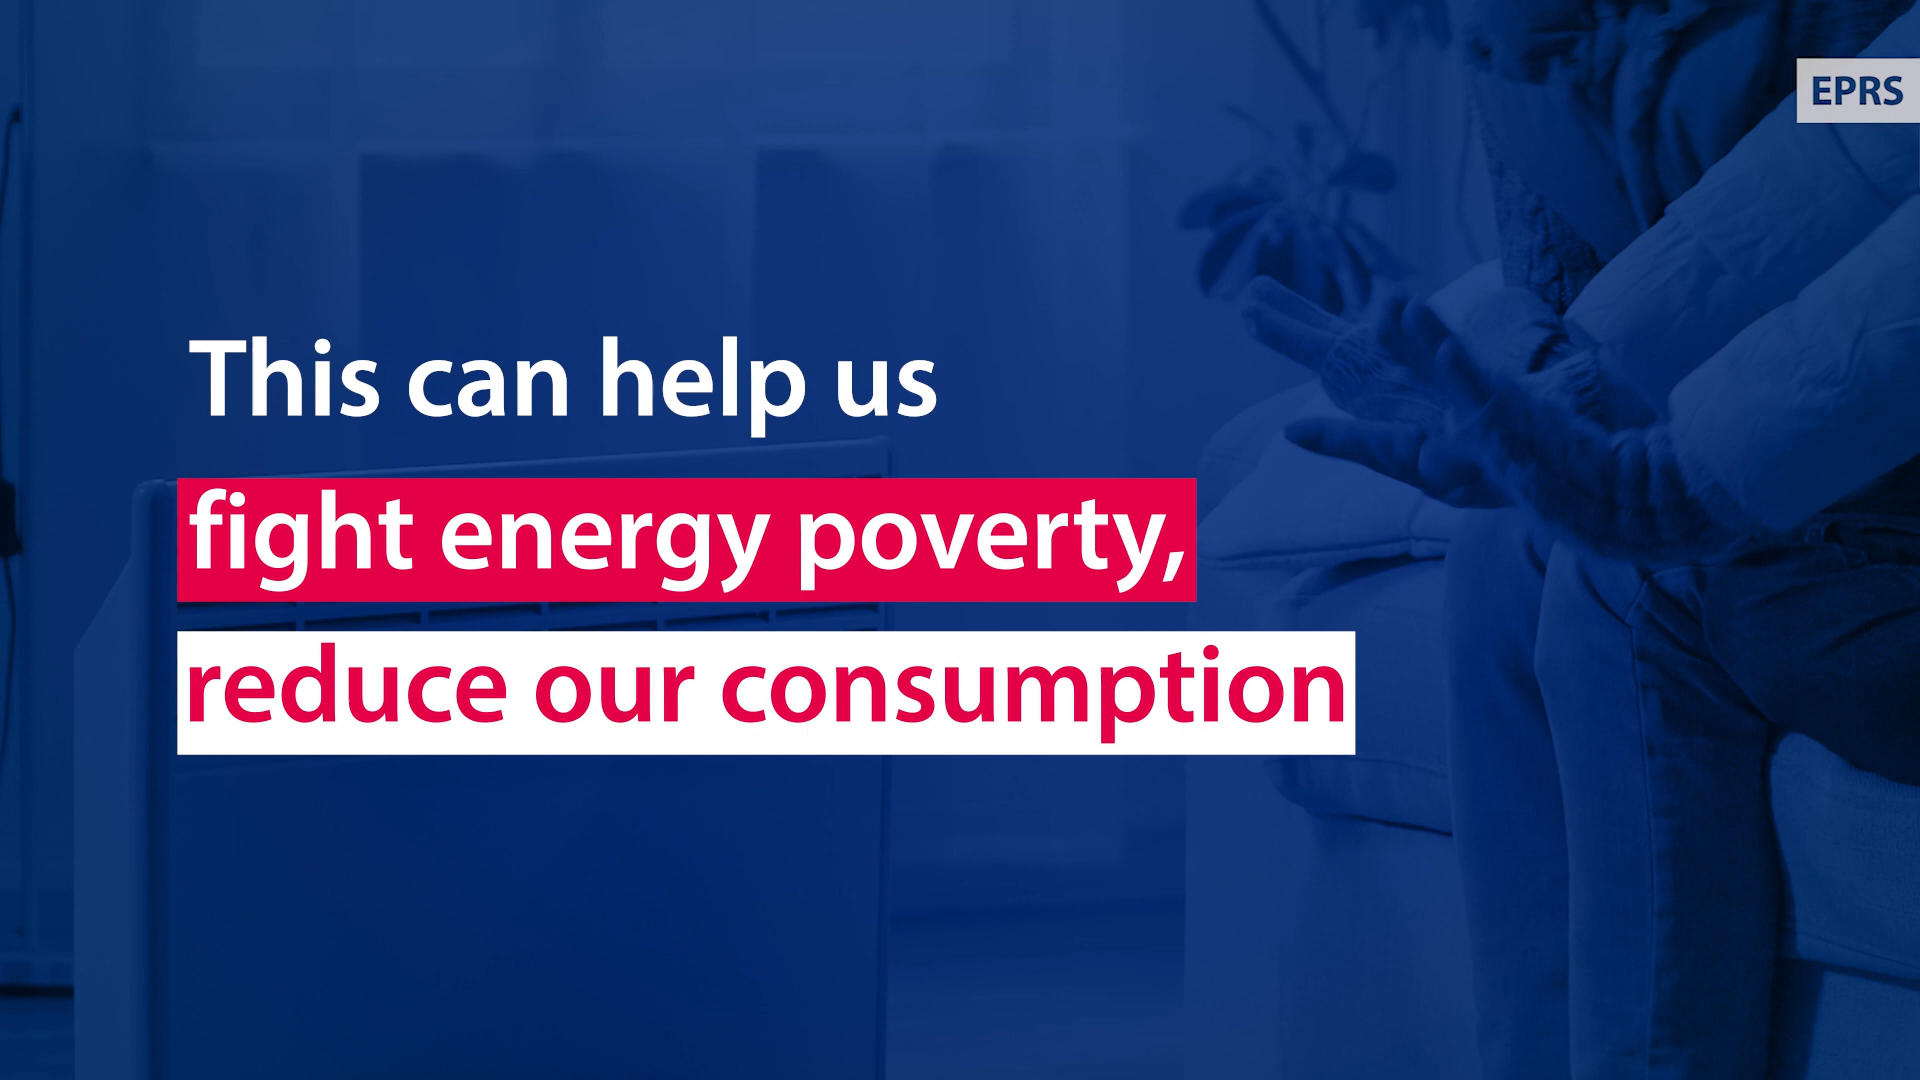 EPRS
This can help us
fight energy poverty,
reduce our consumption